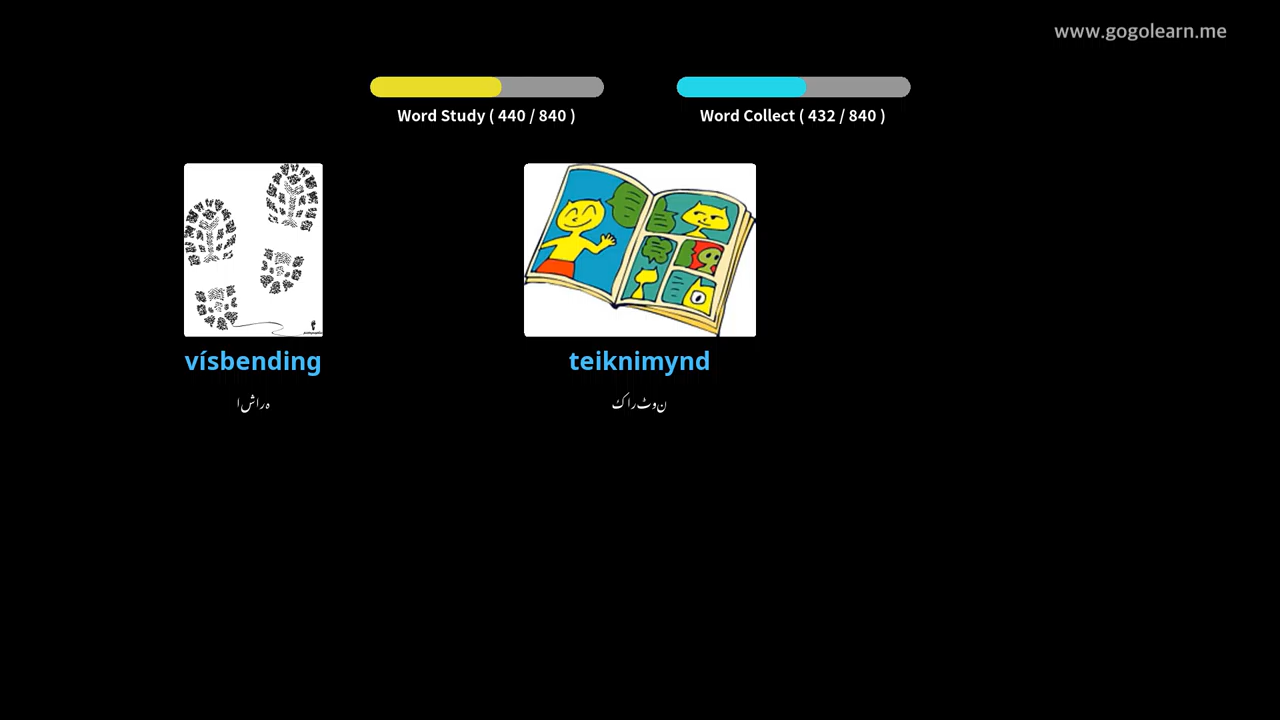 www.gogolearn.me
Word Study ( 440 / 840 )
Word Collect ( 432 / 840 )
vísbending
teiknimynd
اشارہ
کارٹون